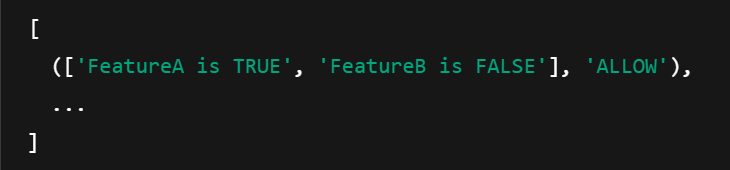 [
(['FeatureA is TRUE', 'FeatureB is FALSE'], 'ALLOW'),
...
]